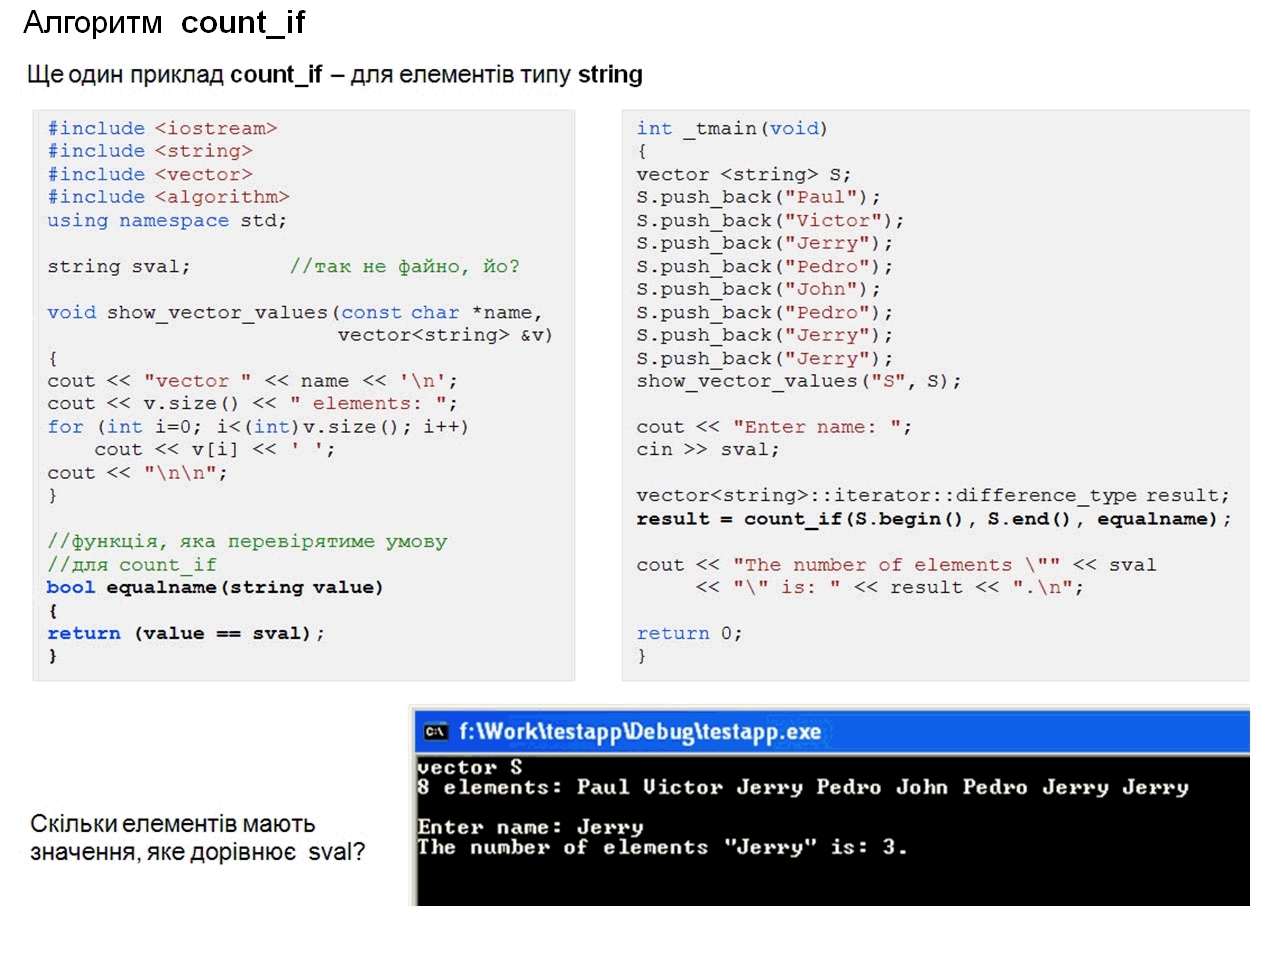 Алгоритм count_if
Ще один приклад count_if – для елементів типу string
#include <iostream>
#include <string>
#include <vector>
#include <algorithm>
using namespace std;
string sval; //так не файно, йо?
void show_vector_values(const char *name,
vector<string> &v)
{
cout << "vector " << name << '\n';
cout << v.size() << " elements: ";
for (int i=0; i<(int)v.size(); i++)
cout << v[i] << ' ';
cout << "\n\n";
}
//функція, яка перевірятиме умову
//для count_if
bool equalname(string value)
{
return (value == sval);
}
int _tmain(void)
{
vector <string> S;
S.push_back("Paul");
S.push_back("Victor");
S.push_back("Jerry");
S.push_back("Pedro");
S.push_back("John");
S.push_back("Pedro");
S.push_back("Jerry");
S.push_back("Jerry");
show_vector_values("S", S);
cout << "Enter name: ";
cin >> sval;
vector<string>::iterator::difference_type result;
result = count_if(S.begin(), S.end(), equalname);
cout << "The number of elements \"" << sval
<< "\" is: " << result << ".\n";
return 0;
}
Скільки елементів мають
значення, яке дорівнює sval?
f:\Work\testapp\Debug\testapp.exe
vector S
8 elements: Paul Victor Jerry Pedro John Pedro Jerry Jerry
Enter name: Jerry
The number of elements "Jerry" is: 3.